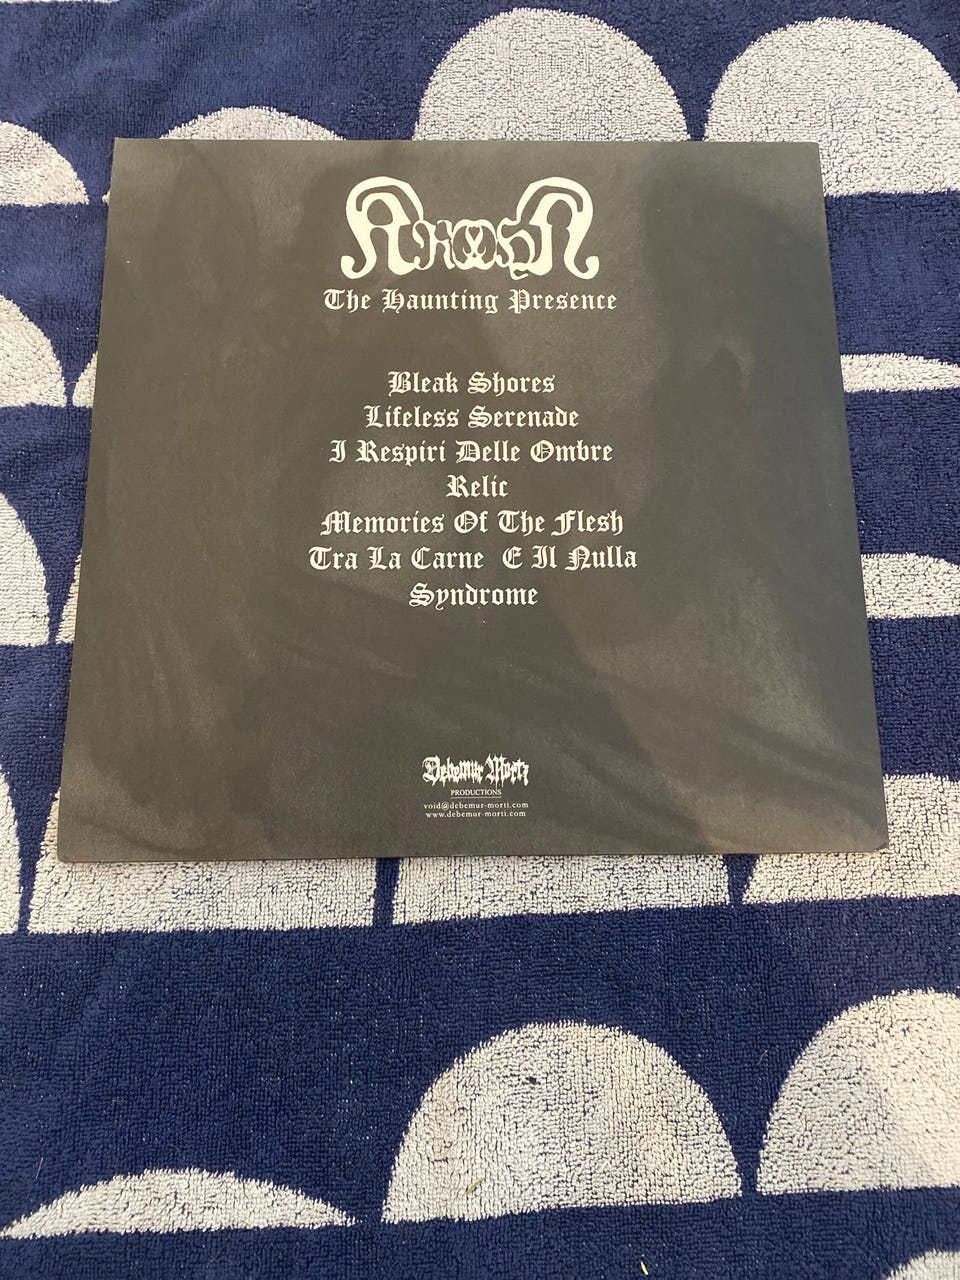 Krohm
The Haunting Presence
Bleak Shores
Lifeless Serenade
I Respiri Delle Ombre
Relic
Memories Of The Flesh
Tra La Carne E Il Nulla
Syndrome
Debemur Morti
PRODUCTIONS
void@debemur-morti.com
www.debemur-morti.com